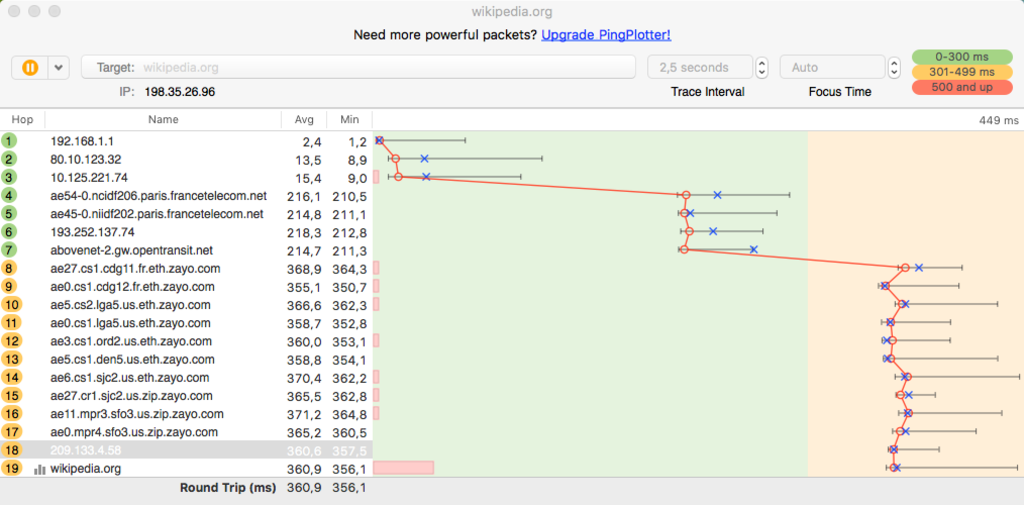 wikipedia.org
Need more powerful packets? Upgrade PingPlotter!
Target: wikipedia.org 2,5 seconds Auto
0-300 ms
301-499 ms
500 and up
IP: 198.35.26.96 Trace Interval Focus Time
Hop Name Avg Min 449 ms
1 192.168.1.1 2,4 1,2
2 80.10.123.32 13,5 8,9
3 10.125.221.74 15,4 9,0
4 ae54-0.ncidf206.paris.francetelecom.net 216,1 210,5
5 ae45-0.niidf202.paris.francetelecom.net 214,8 211,1
6 193.252.137.74 218,3 212,8
7 abovenet-2.gw.opentransit.net 214,7 211,3
8 ae27.cs1.cdg11.fr.eth.zayo.com 368,9 364,3
9 ae0.cs1.cdg12.fr.eth.zayo.com 355,1 350,7
10 ae5.cs2.lga5.us.eth.zayo.com 366,6 362,3
11 ae0.cs1.lga5.us.eth.zayo.com 358,7 352,8
12 ae3.cs1.ord2.us.eth.zayo.com 360,0 353,1
13 ae5.cs1.den5.us.eth.zayo.com 358,8 354,1
14 ae6.cs1.sjc2.us.eth.zayo.com 370,4 362,2
15 ae27.cr1.sjc2.us.zip.zayo.com 365,5 362,8
16 ae11.mpr3.sfo3.us.zip.zayo.com 371,2 364,8
17 ae0.mpr4.sfo3.us.zip.zayo.com 365,2 360,5
18 209.133.4.58 360,6 357,5
19 wikipedia.org 360,9 356,1
Round Trip (ms) 360,9 356,1